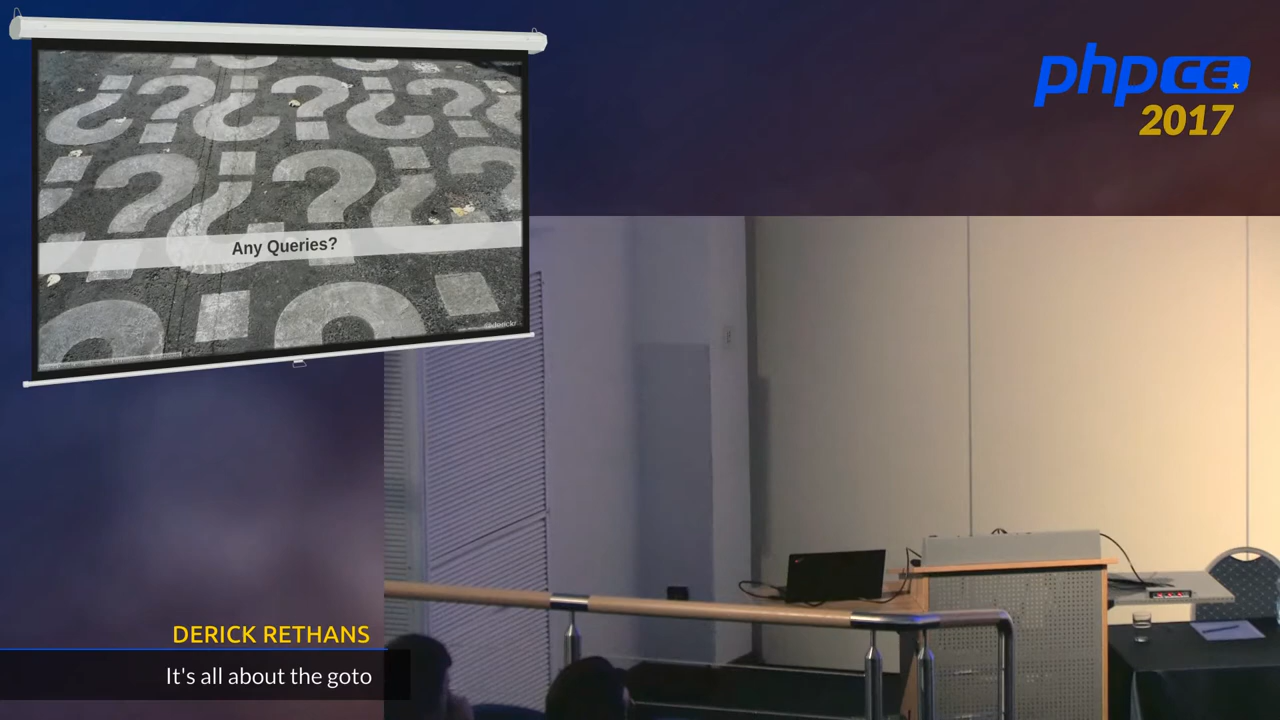 phpCE
2017
Any Queries?
@derickr
DERICK RETHANS
It's all about the goto